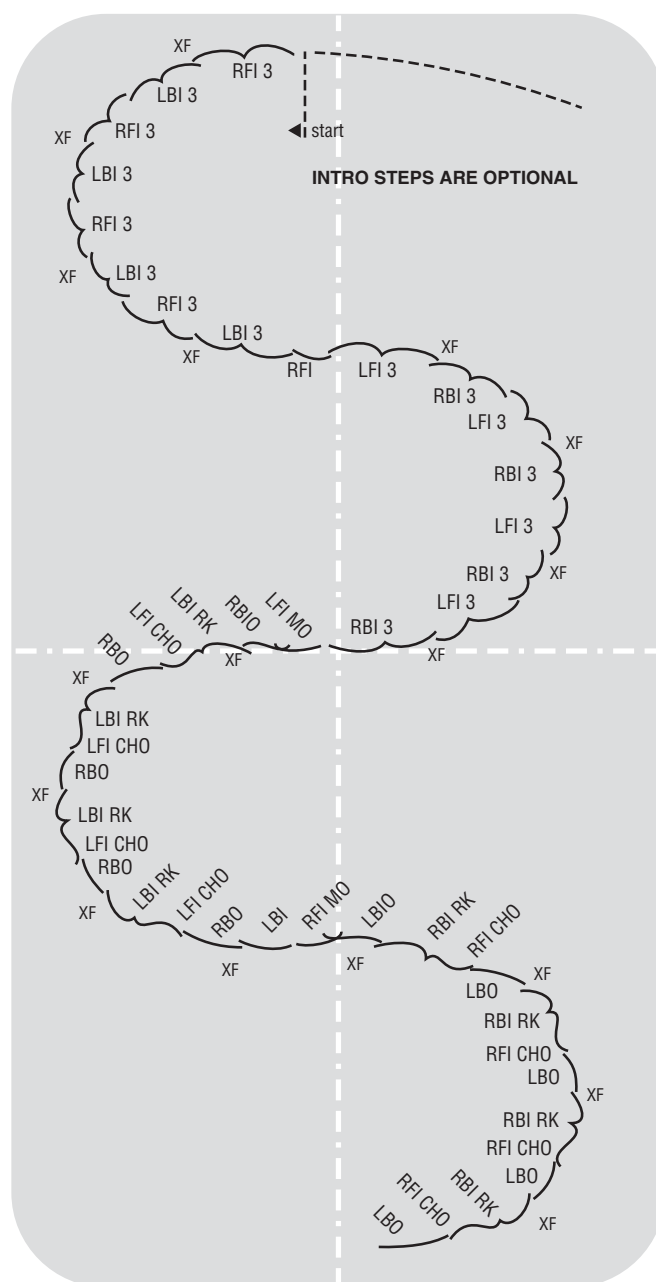 XF
RFI 3
LBI 3
start
XF
RFI 3
INTRO STEPS ARE OPTIONAL
LBI 3
RFI 3
XF
LBI 3
RFI 3
XF
LBI 3
RFI
LFI 3
XF
RBI 3
LFI 3
XF
RBI 3
LFI 3
RBI 3
XF
LFI 3
RBI 3
XF
LFI MO
RBIO
XF
LBI RK
LFI CHO
RBO
XF
LBI RK
LFI CHO
RBO
XF
LBI RK
LFI CHO
RBO
XF
LBI RK
LFI CHO
RBO
XF
LBI
RFI MO
XF
LBIO
RBI RK
RFI CHO
XF
LBO
RBI RK
RFI CHO
LBO
XF
RBI RK
RFI CHO
LBO
XF
RBI RK
RFI CHO
LBO